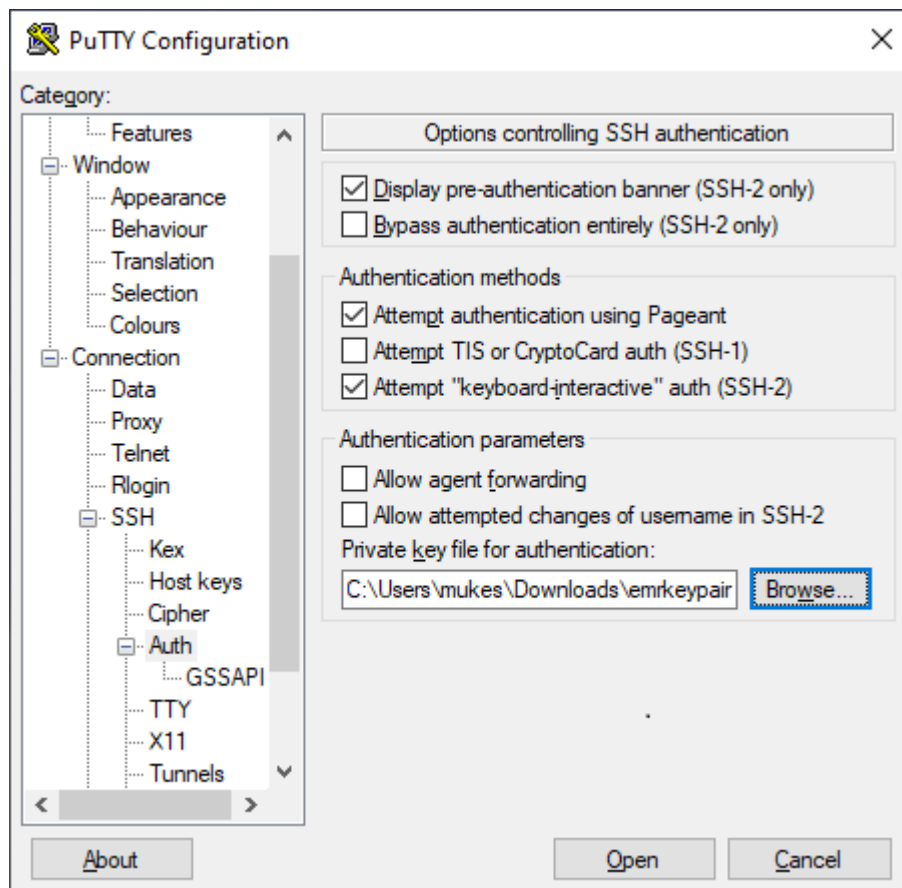 PuTTY Configuration
Category:
Features
Window
Appearance
Behaviour
Translation
Selection
Colours
Connection
Data
Proxy
Telnet
Rlogin
SSH
Kex
Host keys
Cipher
Auth
GSSAPI
TTY
X11
Tunnels
Options controlling SSH authentication
Display pre-authentication banner (SSH-2 only)
Bypass authentication entirely (SSH-2 only)
Authentication methods
Attempt authentication using Pageant
Attempt TIS or CryptoCard auth (SSH-1)
Attempt "keyboard-interactive" auth (SSH-2)
Authentication parameters
Allow agent forwarding
Allow attempted changes of username in SSH-2
Private key file for authentication:
C:\Users\mukes\Downloads\emrkeypair Browse...
About Open Cancel